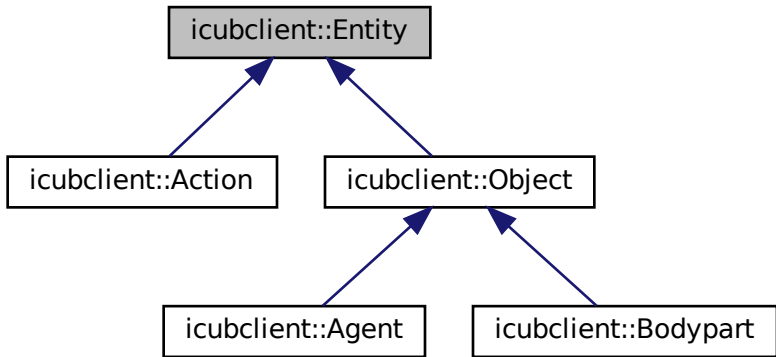 icubclient::Entity
icubclient::Action
icubclient::Object
icubclient::Agent
icubclient::Bodypart